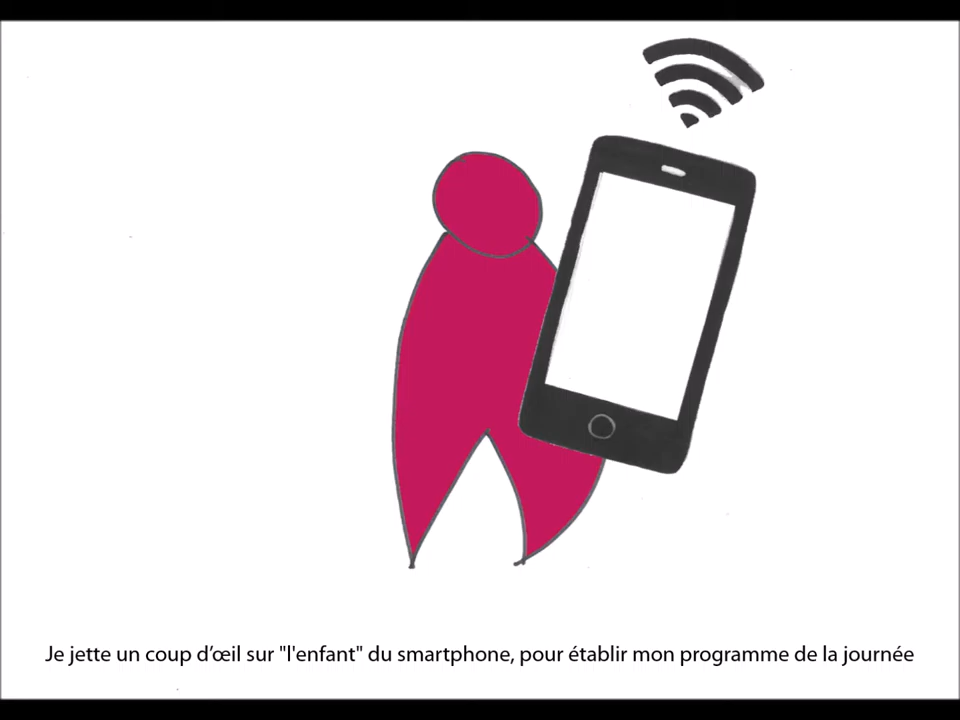 Je jette un coup d’œil sur "l'enfant" du smartphone, pour établir mon programme de la journée